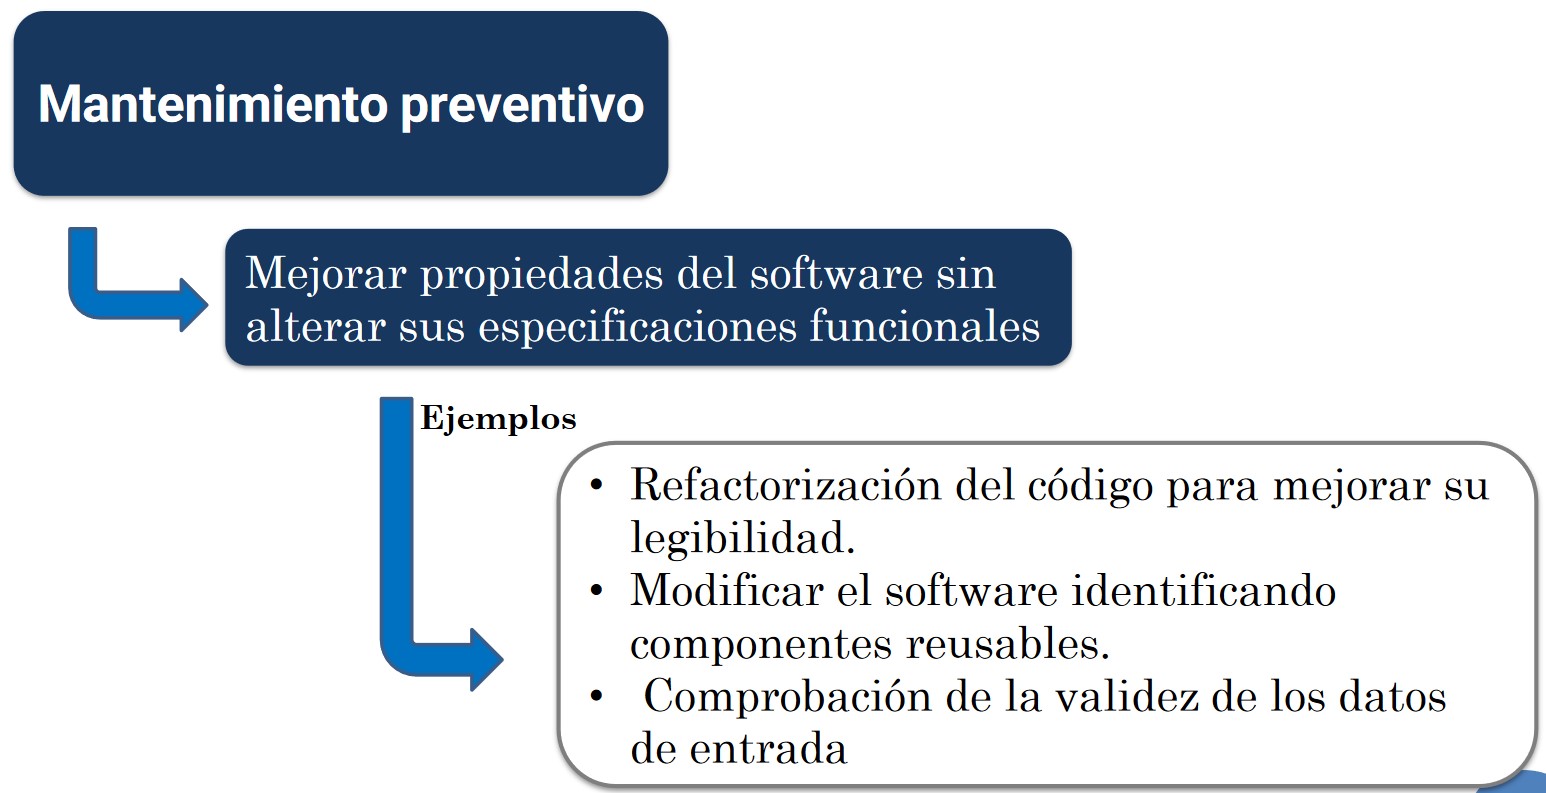 Mantenimiento preventivo
Mejorar propiedades del software sin
alterar sus especificaciones funcionales
Ejemplos
• Refactorización del código para mejorar su
legibilidad.
• Modificar el software identificando
componentes reusables.
• Comprobación de la validez de los datos
de entrada